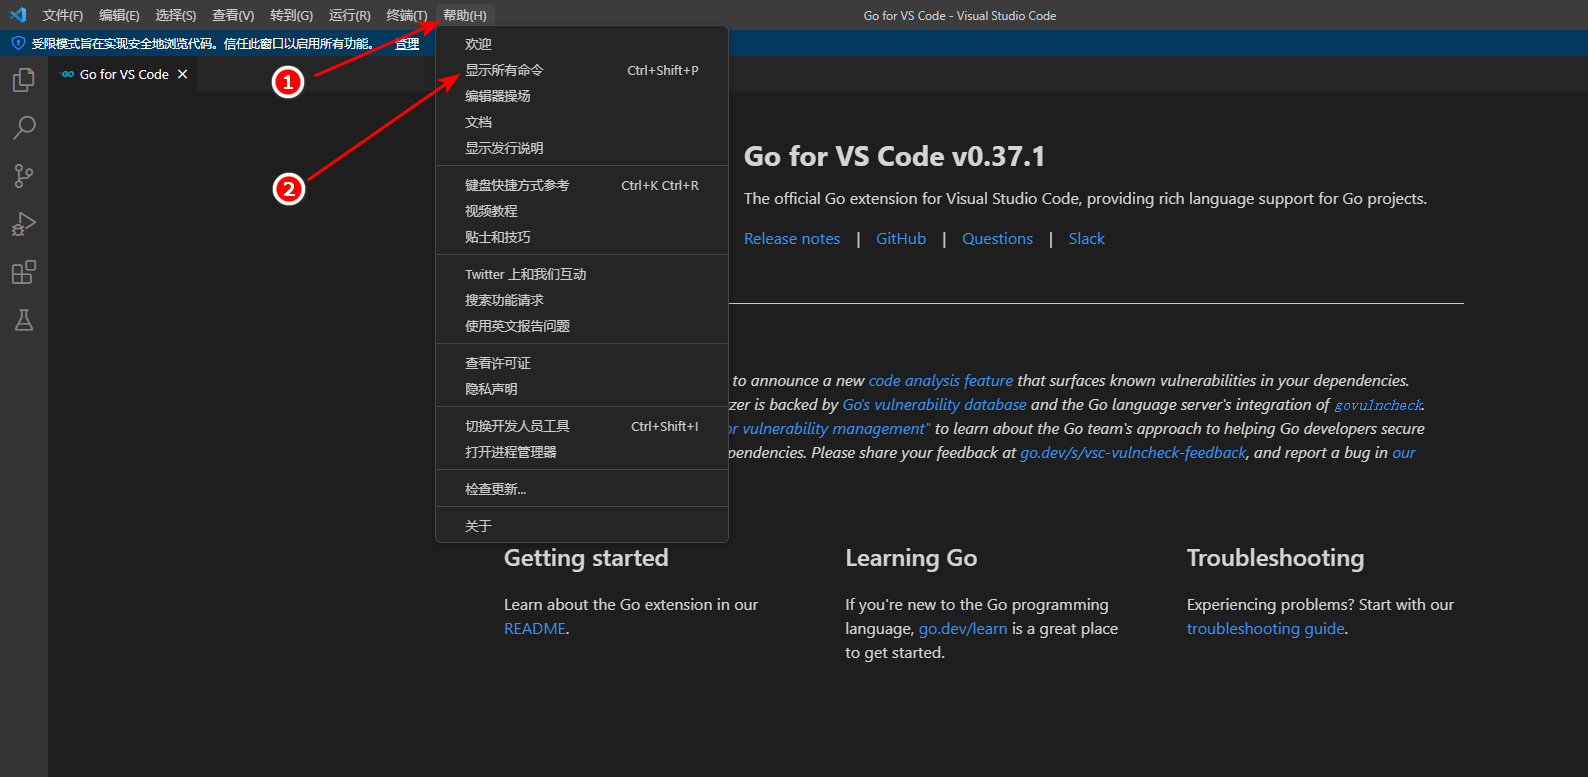 文件(F) 编辑(E) 选择(S) 查看(V) 转到(G) 运行(R) 终端(T) 帮助(H) Go for VS Code - Visual Studio Code
受限模式旨在实现安全地浏览代码。信任此窗口以启用所有功能。 管理
Go for VS Code
1
2
欢迎
显示所有命令 Ctrl+Shift+P
编辑器操场
文档
显示发行说明
键盘快捷方式参考 Ctrl+K Ctrl+R
视频教程
贴士和技巧
Twitter 上和我们互动
搜索功能请求
使用英文报告问题
查看许可证
隐私声明
切换开发人员工具 Ctrl+Shift+I
打开进程管理器
检查更新...
关于
Go for VS Code v0.37.1
The official Go extension for Visual Studio Code, providing rich language support for Go projects.
Release notes | GitHub | Questions | Slack
to announce a new code analysis feature that surfaces known vulnerabilities in your dependencies.
zer is backed by Go's vulnerability database and the Go language server's integration of govulncheck.
or vulnerability management" to learn about the Go team's approach to helping Go developers secure
pendencies. Please share your feedback at go.dev/s/vsc-vulncheck-feedback, and report a bug in our
Getting started
Learn about the Go extension in our
README.
Learning Go
If you're new to the Go programming
language, go.dev/learn is a great place
to get started.
Troubleshooting
Experiencing problems? Start with our
troubleshooting guide.